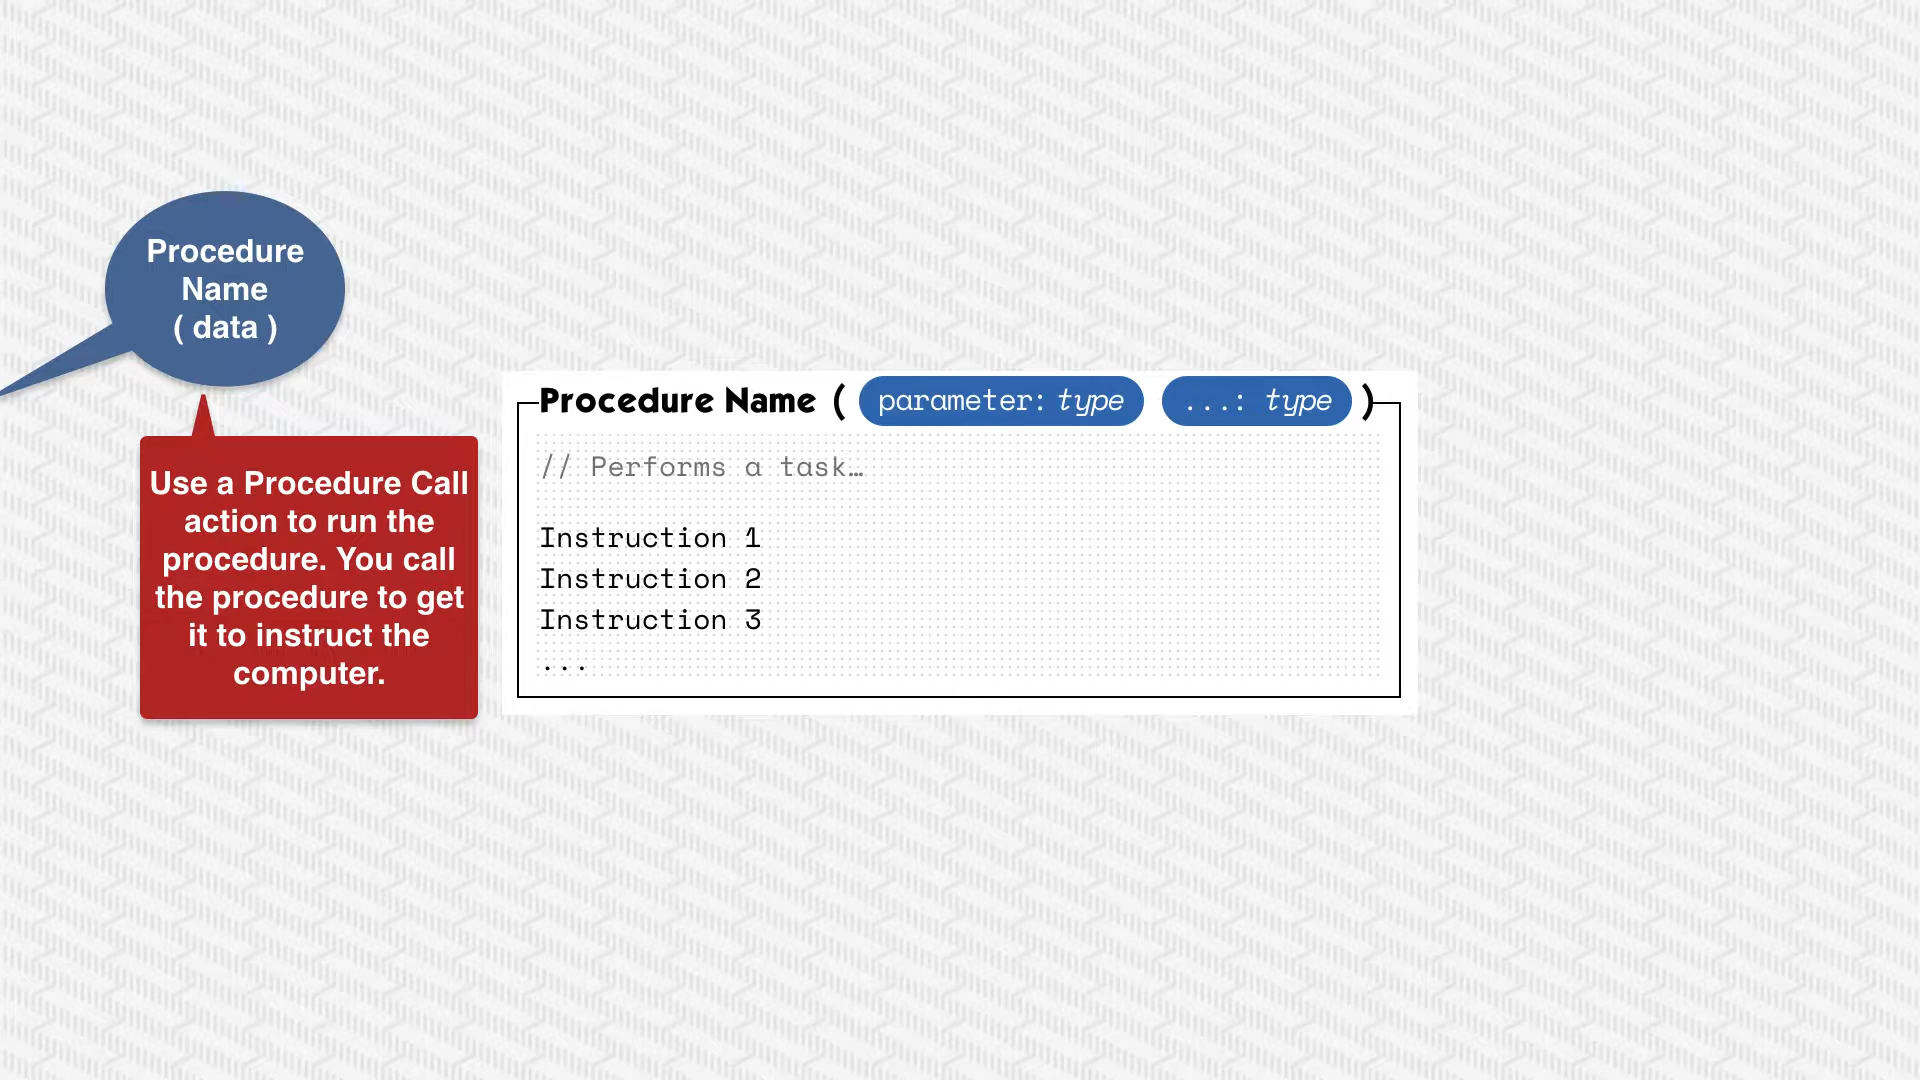 Procedure
Name
( data )
Use a Procedure Call
action to run the
procedure. You call
the procedure to get
it to instruct the
computer.
Procedure Name ( parameter: type ...: type )
// Performs a task…
Instruction 1
Instruction 2
Instruction 3
...